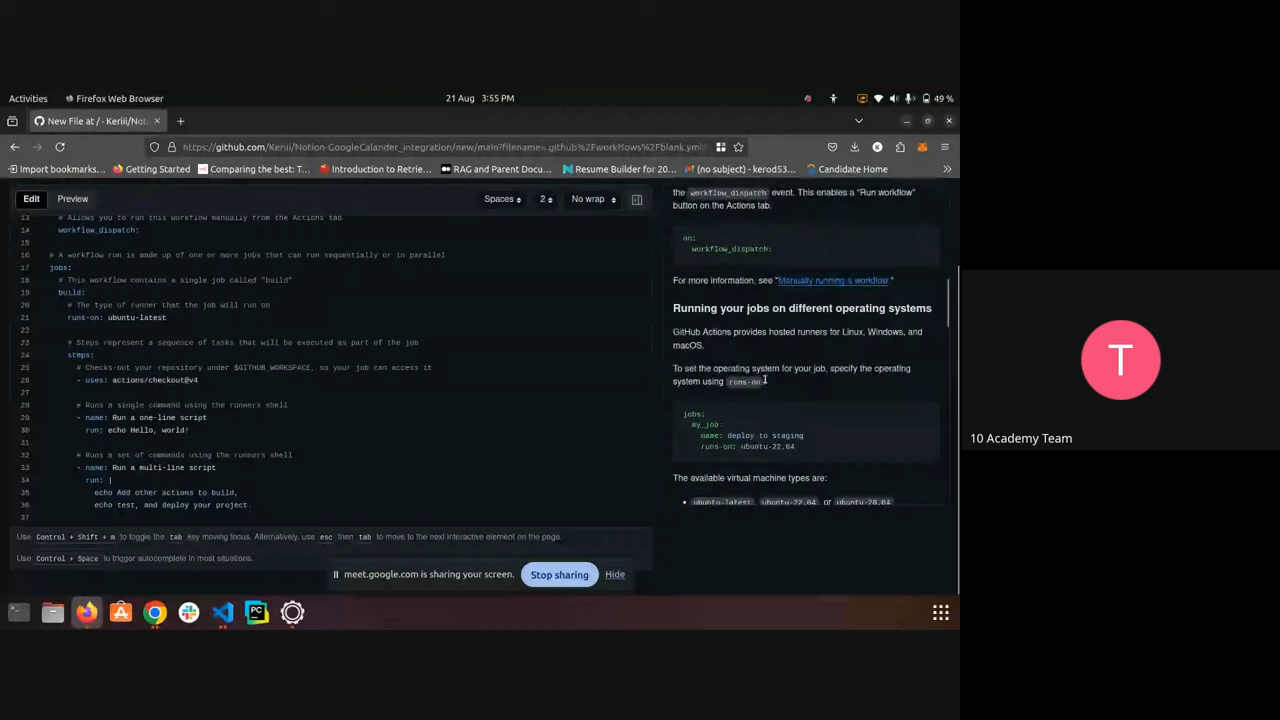 Activities
Firefox Web Browser
21 Aug 3:55 PM
49 %
New File at / · Keriii/Not
https://github.com/Keriii/Notion-GoogleCalander_integration/new/main?filename=.github%2Fworkflows%2Fblank.yml
Import bookmarks...
Getting Started
Comparing the best: T...
Introduction to Retrie...
RAG and Parent Docu...
Resume Builder for 20...
(no subject) - kerod53...
Candidate Home
Edit
Preview
Spaces
2
No wrap
13 # Allows you to run this workflow manually from the Actions tab
14 workflow_dispatch:
15
16 # A workflow run is made up of one or more jobs that can run sequentially or in parallel
17 jobs:
18 # This workflow contains a single job called "build"
19 build:
20 # The type of runner that the job will run on
21 runs-on: ubuntu-latest
22
23 # Steps represent a sequence of tasks that will be executed as part of the job
24 steps:
25 # Checks-out your repository under $GITHUB_WORKSPACE, so your job can access it
26 - uses: actions/checkout@v4
27
28 # Runs a single command using the runners shell
29 - name: Run a one-line script
30 run: echo Hello, world!
31
32 # Runs a set of commands using the runners shell
33 - name: Run a multi-line script
34 run: |
35 echo Add other actions to build,
36 echo test, and deploy your project.
37
Use Control + Shift + m to toggle the tab key moving focus. Alternatively, use esc then tab to move to the next interactive element on the page.
Use Control + Space to trigger autocomplete in most situations.
the workflow_dispatch event. This enables a "Run workflow"
button on the Actions tab.
on:
workflow_dispatch:
For more information, see "Manually running a workflow."
Running your jobs on different operating systems
GitHub Actions provides hosted runners for Linux, Windows, and
macOS.
To set the operating system for your job, specify the operating
system using runs-on:
jobs:
my_job:
name: deploy to staging
runs-on: ubuntu-22.04
The available virtual machine types are:
• ubuntu-latest, ubuntu-22.04, or ubuntu-20.04
meet.google.com is sharing your screen.
Stop sharing
Hide
PC
T
10 Academy Team